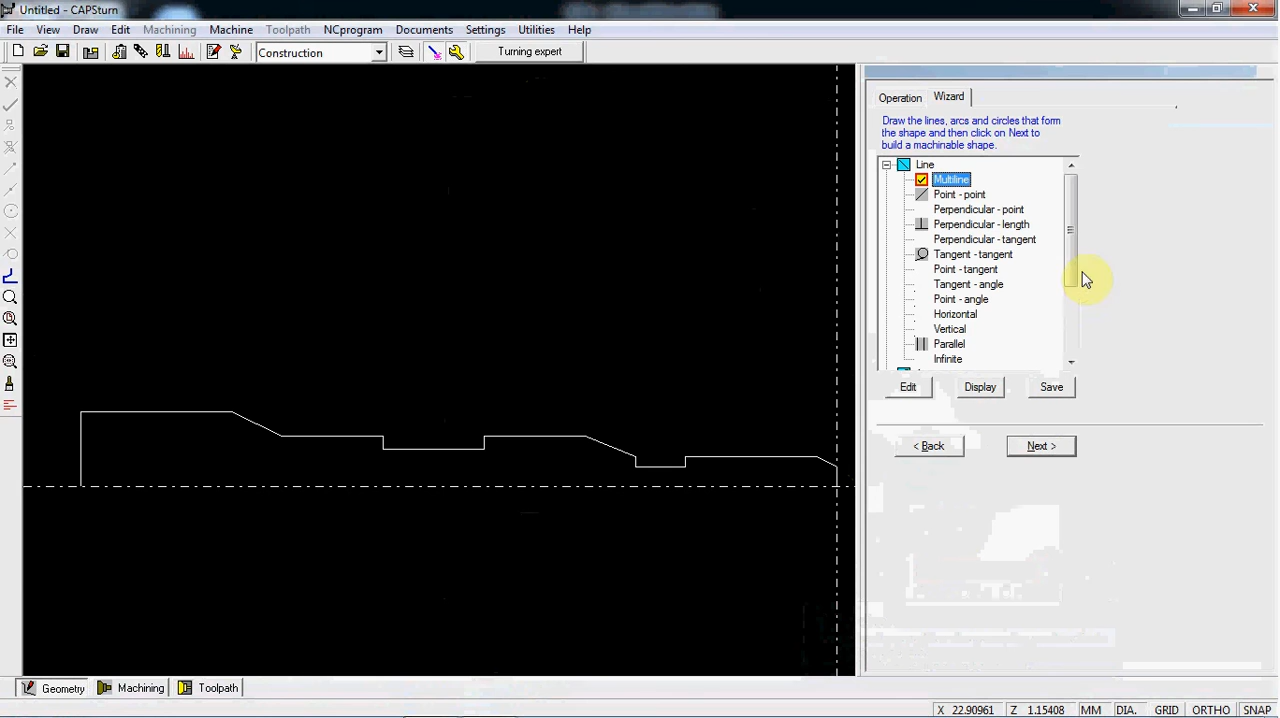 Untitled - CAPSturn
File View Draw Edit Machining Machine Toolpath NCprogram Documents Settings Utilities Help
Construction Turning expert
Operation Wizard
Draw the lines, arcs and circles that form
the shape and then click on Next to
build a machinable shape.
Line
Multiline
Point - point
Perpendicular - point
Perpendicular - length
Perpendicular - tangent
Tangent - tangent
Point - tangent
Tangent - angle
Point - angle
Horizontal
Vertical
Parallel
Infinite
Edit Display Save
< Back Next >
Geometry Machining Toolpath
X 22.90961 Z 1.15408 MM DIA. GRID ORTHO SNAP